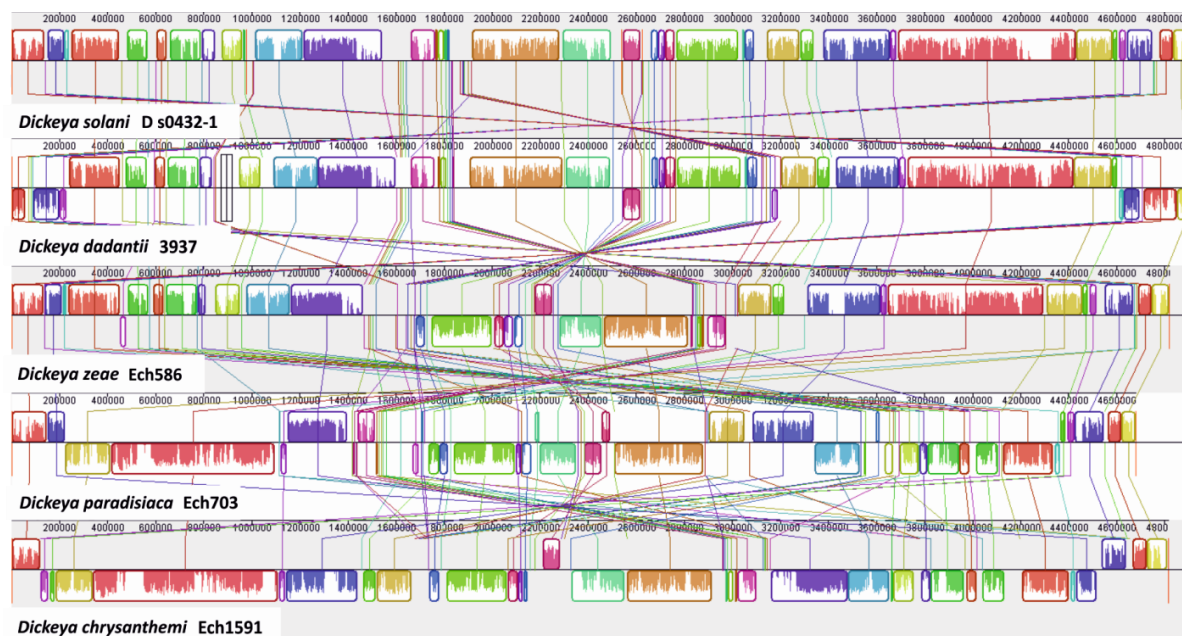 200000 400000 600000 800000 1000000 1200000 1400000 1600000 1800000 2000000 2200000 2400000 2600000 2800000 3000000 3200000 3400000 3600000 3800000 4000000 4200000 4400000 4600000 4800000
Dickeya solani D s0432-1
200000 400000 600000 800000 1000000 1200000 1400000 1600000 1800000 2000000 2200000 2400000 2600000 2800000 3000000 3200000 3400000 3600000 3800000 4000000 4200000 4400000 4600000 4800000
Dickeya dadantii 3937
200000 400000 600000 800000 1000000 1200000 1400000 1600000 1800000 2000000 2200000 2400000 2600000 2800000 3000000 3200000 3400000 3600000 3800000 4000000 4200000 4400000 4600000 480
Dickeya zeae Ech586
200000 400000 600000 800000 1000000 1200000 1400000 1600000 1800000 2000000 2200000 2400000 2600000 2800000 3000000 3200000 3400000 3600000 3800000 4000000 4200000 4400000 4600000
Dickeya paradisiaca Ech703
200000 400000 600000 800000 1000000 1200000 1400000 1600000 1800000 2000000 2200000 2400000 2600000 2800000 3000000 3200000 3400000 3600000 3800000 4000000 4200000 4400000 4600000 480
Dickeya chrysanthemi Ech1591